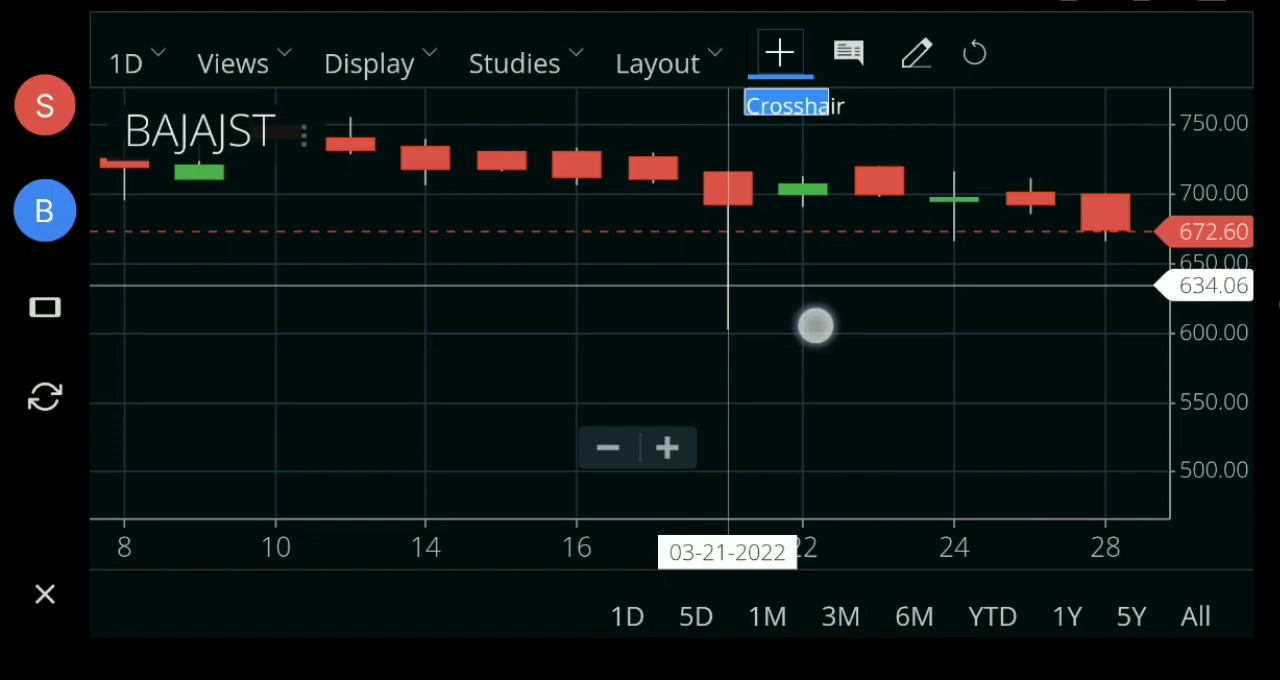 1D Views Display Studies Layout
S
Crosshair
BAJAJST
750.00
700.00
B
672.60
650.00
634.06
600.00
550.00
500.00
8 10 14 16 03-21-2022 22 24 28
1D 5D 1M 3M 6M YTD 1Y 5Y All